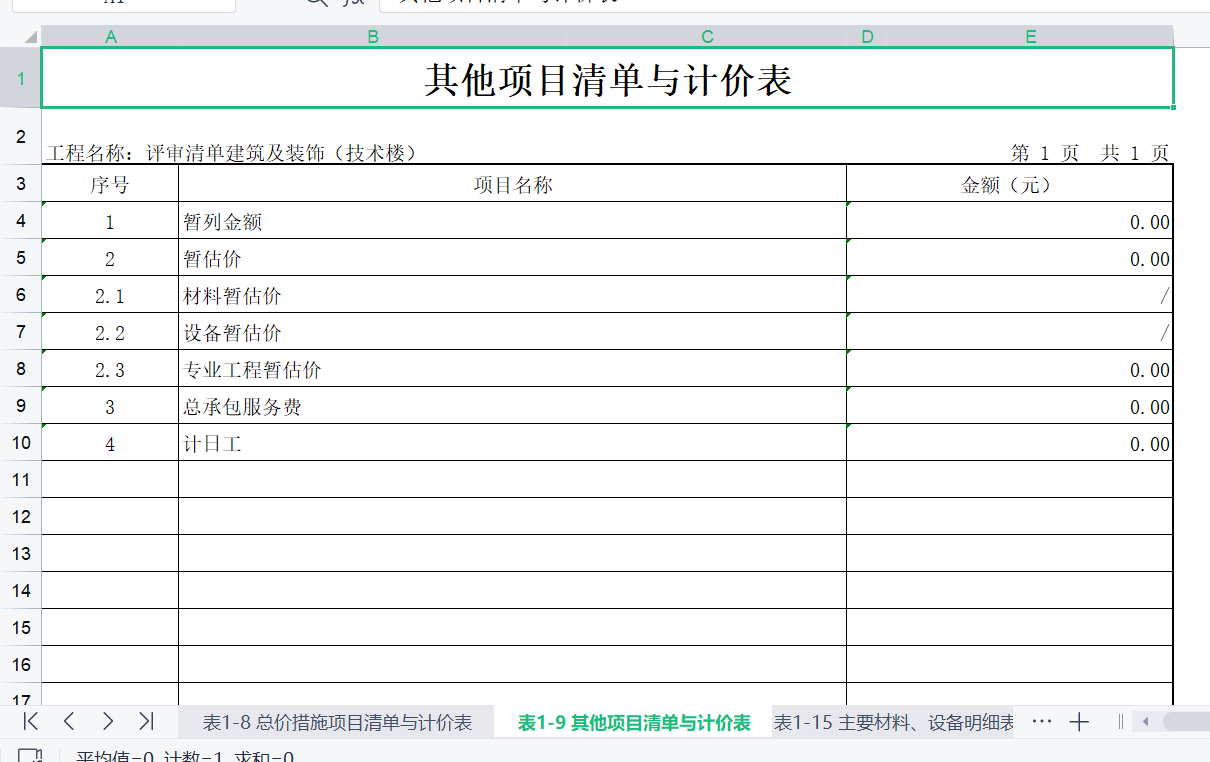 A B C D E
1 其他项目清单与计价表
2 工程名称：评审清单建筑及装饰（技术楼） 第 1 页 共 1 页
3 序号 项目名称 金额（元）
4 1 暂列金额 0.00
5 2 暂估价 0.00
6 2.1 材料暂估价 /
7 2.2 设备暂估价 /
8 2.3 专业工程暂估价 0.00
9 3 总承包服务费 0.00
10 4 计日工 0.00
11
12
13
14
15
16
17
表1-8 总价措施项目清单与计价表 表1-9 其他项目清单与计价表 表1-15 主要材料、设备明细表 ···
平均值=0 计数=1 求和=0